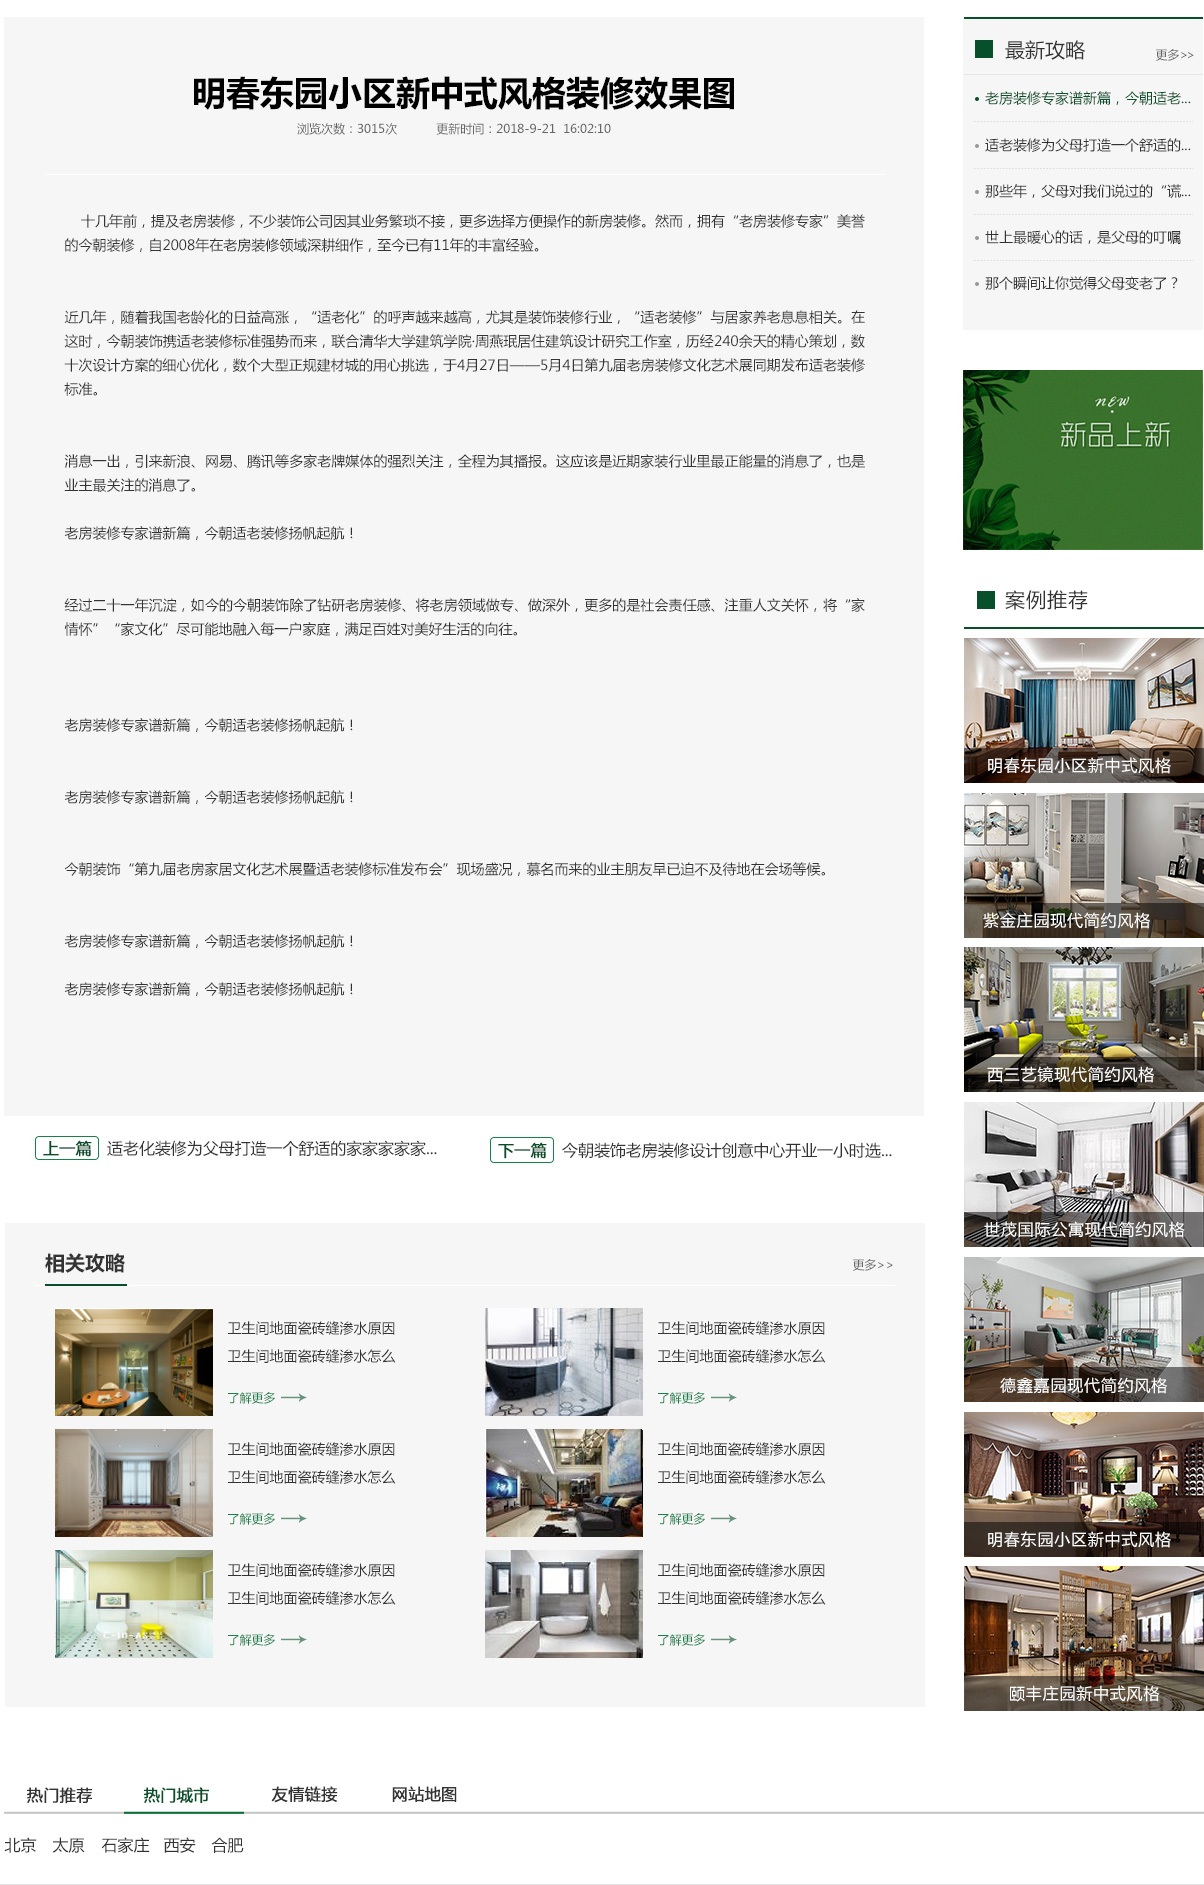 明春东园小区新中式风格装修效果图
浏览次数：3015次 更新时间：2018-9-21 16:02:10
十几年前，提及老房装修，不少装饰公司因其业务繁琐不接，更多选择方便操作的新房装修。然而，拥有“老房装修专家”美誉
的今朝装修，自2008年在老房装修领域深耕细作，至今已有11年的丰富经验。
近几年，随着我国老龄化的日益高涨，“适老化”的呼声越来越高，尤其是装饰装修行业，“适老装修”与居家养老息息相关。在
这时，今朝装饰携适老装修标准强势而来，联合清华大学建筑学院·周燕珉居住建筑设计研究工作室，历经240余天的精心策划，数
十次设计方案的细心优化，数个大型正规建材城的用心挑选，于4月27日——5月4日第九届老房装修文化艺术展同期发布适老装修
标准。
消息一出，引来新浪、网易、腾讯等多家老牌媒体的强烈关注，全程为其播报。这应该是近期家装行业里最正能量的消息了，也是
业主最关注的消息了。
老房装修专家谱新篇，今朝适老装修扬帆起航！
经过二十一年沉淀，如今的今朝装饰除了钻研老房装修、将老房领域做专、做深外，更多的是社会责任感、注重人文关怀，将“家
情怀”“家文化”尽可能地融入每一户家庭，满足百姓对美好生活的向往。
老房装修专家谱新篇，今朝适老装修扬帆起航！
老房装修专家谱新篇，今朝适老装修扬帆起航！
今朝装饰“第九届老房家居文化艺术展暨适老装修标准发布会”现场盛况，慕名而来的业主朋友早已迫不及待地在会场等候。
老房装修专家谱新篇，今朝适老装修扬帆起航！
老房装修专家谱新篇，今朝适老装修扬帆起航！
上一篇 适老化装修为父母打造一个舒适的家家家家家...
下一篇 今朝装饰老房装修设计创意中心开业一小时选...
相关攻略 更多>>
卫生间地面瓷砖缝渗水原因
卫生间地面瓷砖缝渗水怎么
了解更多
卫生间地面瓷砖缝渗水原因
卫生间地面瓷砖缝渗水怎么
了解更多
卫生间地面瓷砖缝渗水原因
卫生间地面瓷砖缝渗水怎么
了解更多
卫生间地面瓷砖缝渗水原因
卫生间地面瓷砖缝渗水怎么
了解更多
卫生间地面瓷砖缝渗水原因
卫生间地面瓷砖缝渗水怎么
了解更多
卫生间地面瓷砖缝渗水原因
卫生间地面瓷砖缝渗水怎么
了解更多
最新攻略 更多>>
老房装修专家谱新篇，今朝适老...
适老装修为父母打造一个舒适的...
那些年，父母对我们说过的“谎...
世上最暖心的话，是父母的叮嘱
那个瞬间让你觉得父母变老了？
new
新品上新
案例推荐
明春东园小区新中式风格
紫金庄园现代简约风格
西三艺镜现代简约风格
世茂国际公寓现代简约风格
德鑫嘉园现代简约风格
明春东园小区新中式风格
颐丰庄园新中式风格
热门推荐 热门城市 友情链接 网站地图
北京 太原 石家庄 西安 合肥